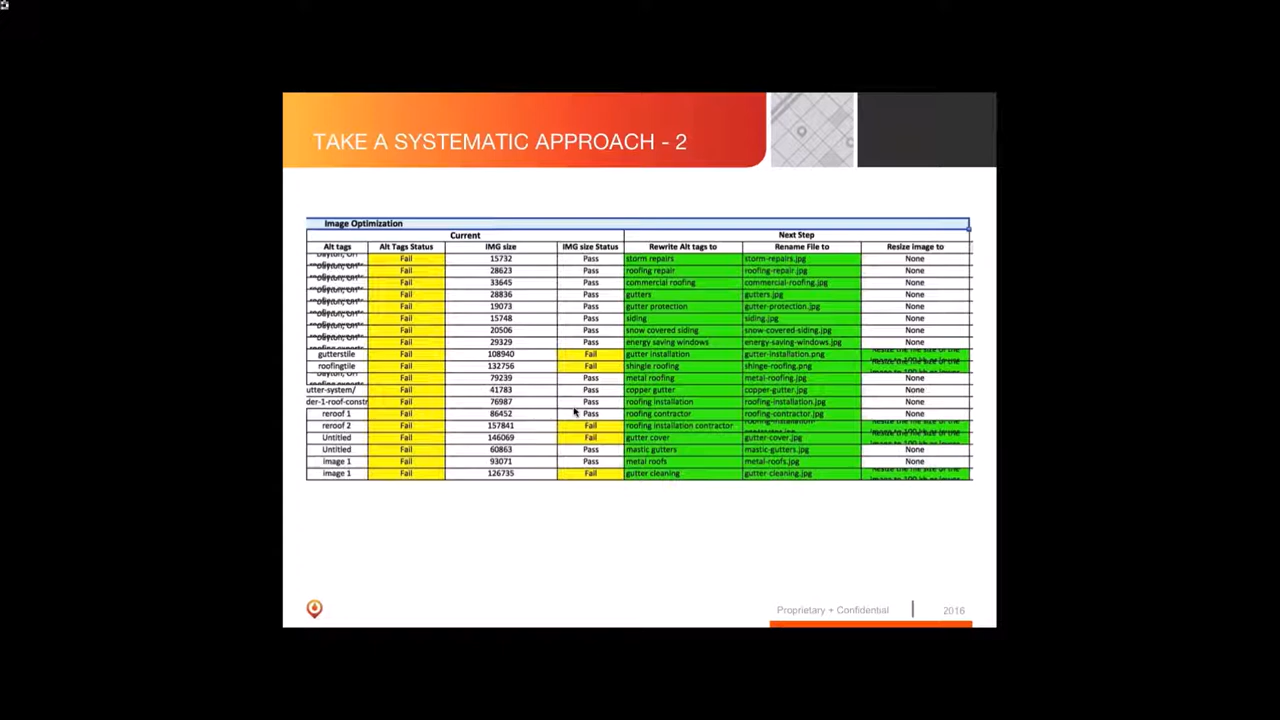 TAKE A SYSTEMATIC APPROACH - 2
Image Optimization
Current Next Step
Alt tags Alt Tags Status IMG size IMG size Status Rewrite Alt tags to Rename File to Resize image to
Fail 15732 Pass storm repairs storm-repairs.jpg None
Fail 28623 Pass roofing repair roofing-repair.jpg None
Fail 33645 Pass commercial roofing commercial-roofing.jpg None
Fail 28836 Pass gutters gutters.jpg None
Fail 19073 Pass gutter protection gutter-protection.jpg None
Fail 15748 Pass siding siding.jpg None
Fail 20506 Pass snow covered siding snow-covered-siding.jpg None
Fail 29329 Pass energy saving windows energy-saving-windows.jpg None
gutterstile Fail 108940 Fail gutter installation gutter-installation.png
roofingtile Fail 132756 Fail shingle roofing shinge-roofing.png
Fail 79239 Pass metal roofing metal-roofing.jpg None
utter-system/ Fail 41783 Pass copper gutter copper-gutter.jpg None
der-1-roof-constr Fail 76987 Pass roofing installation roofing-installation.jpg None
reroof 1 Fail 86452 Pass roofing contractor roofing-contractor.jpg None
reroof 2 Fail 157841 Fail roofing installation contractor
Untitled Fail 146069 Fail gutter cover gutter-cover.jpg
Untitled Fail 60863 Pass mastic gutters mastic-gutters.jpg None
image 1 Fail 93071 Pass metal roofs metal-roofs.jpg None
image 1 Fail 126735 Fail gutter cleaning gutter-cleaning.jpg
Proprietary + Confidential 2016